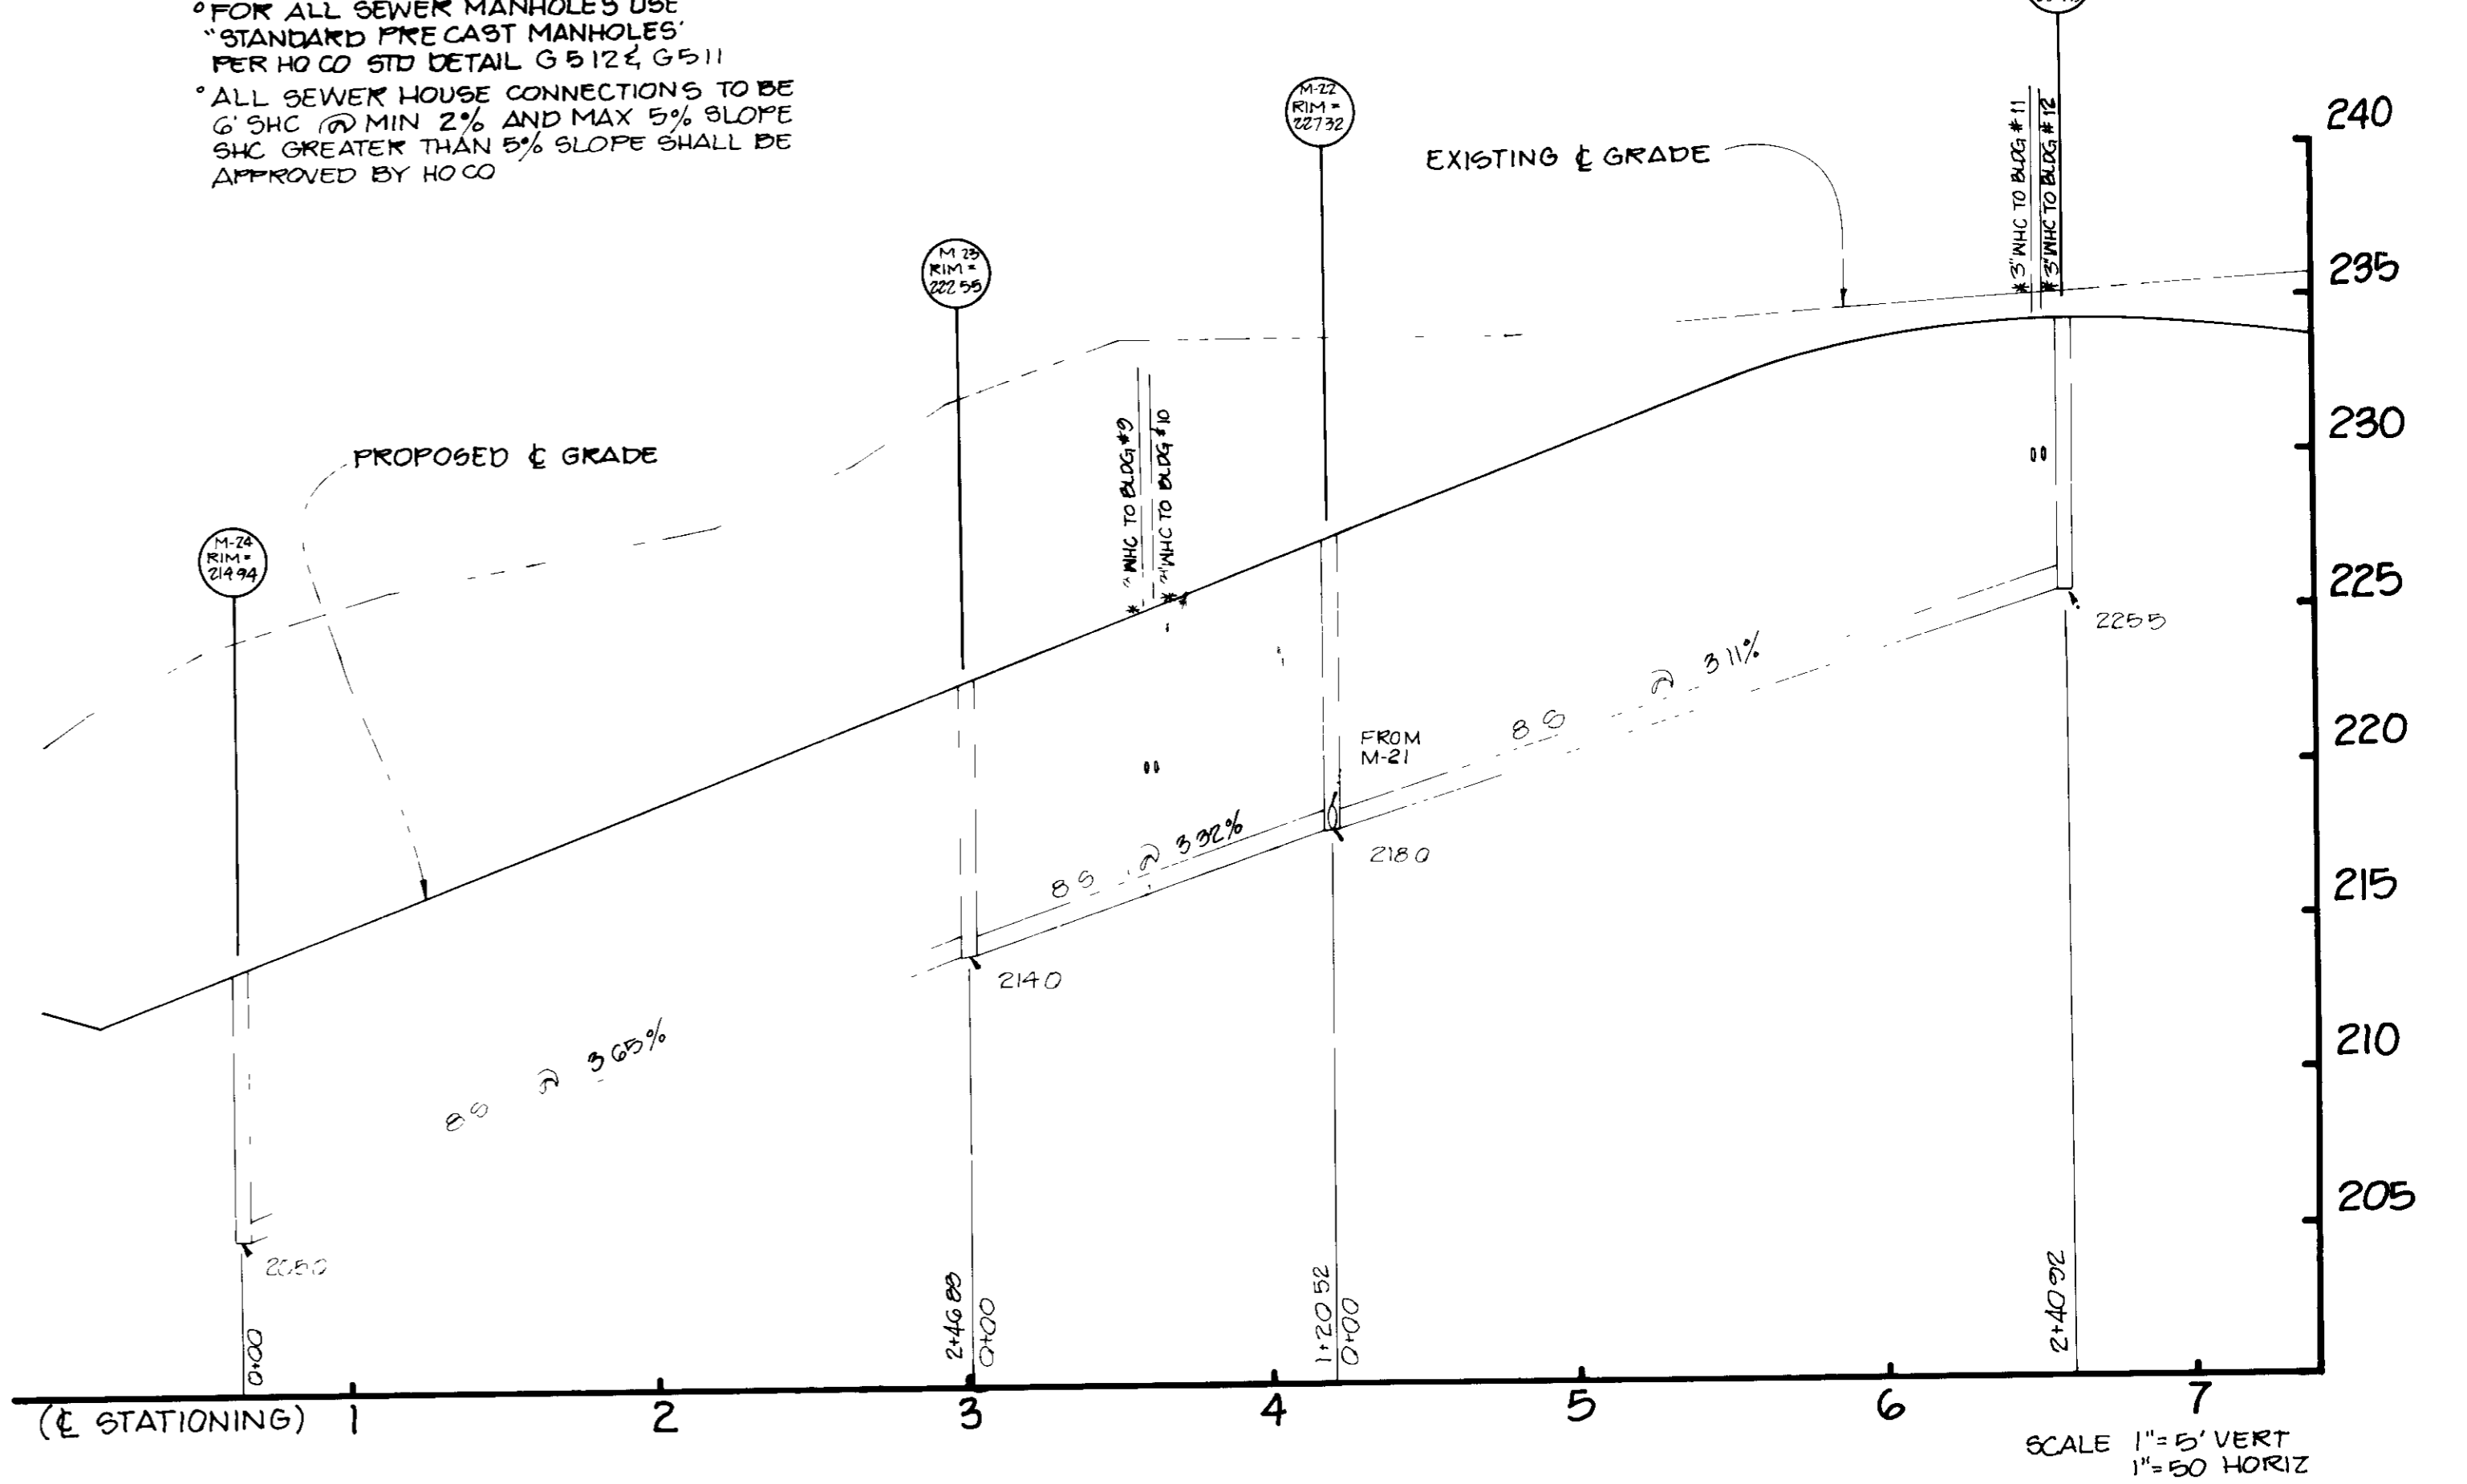 °FOR ALL SEWER MANHOLES USE
"STANDARD PRE CAST MANHOLES'
PER HO CO STD DETAIL G 512 & G511
°ALL SEWER HOUSE CONNECTIONS TO BE
6' SHC @ MIN 2% AND MAX 5% SLOPE
SHC GREATER THAN 5% SLOPE SHALL BE
APPROVED BY HO CO
M-22
RIM =
227 32
EXISTING ℄ GRADE
*3"WHC TO BLDG #11
*3"WHC TO BLDG #12
240
M 23
RIM =
222 55
235
PROPOSED ℄ GRADE
* "WHC TO BLDG #9
* "WHC TO BLDG #10
230
M-24
RIM =
214 94
225
225 5
8 S @ 3 11%
FROM
M-21
220
8 S @ 3 32%
218 0
215
214 0
8 S @ 3 65%
210
205
205 0
0+00
2+46 88
0+00
1+20 52
0+00
2+40 92
(℄ STATIONING) 1 2 3 4 5 6 7
SCALE 1"=5' VERT
1"=50 HORIZ